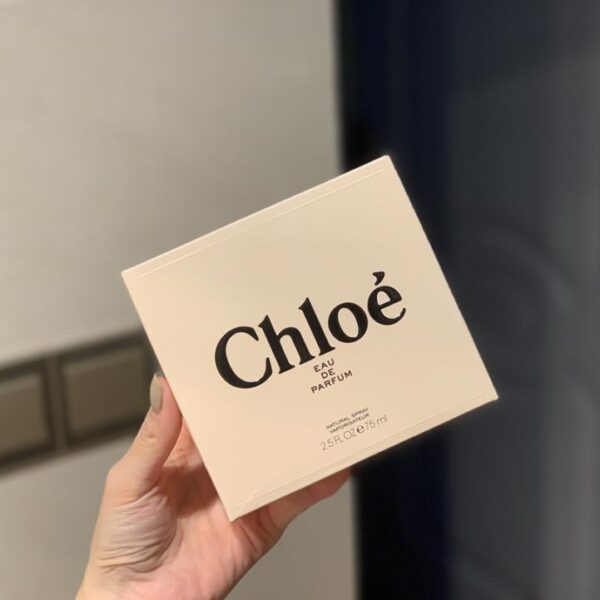 Chloé
EAU
DE
PARFUM
NATURAL SPRAY
VAPORISATEUR
2.5 FL.OZ ℮ 75 ml